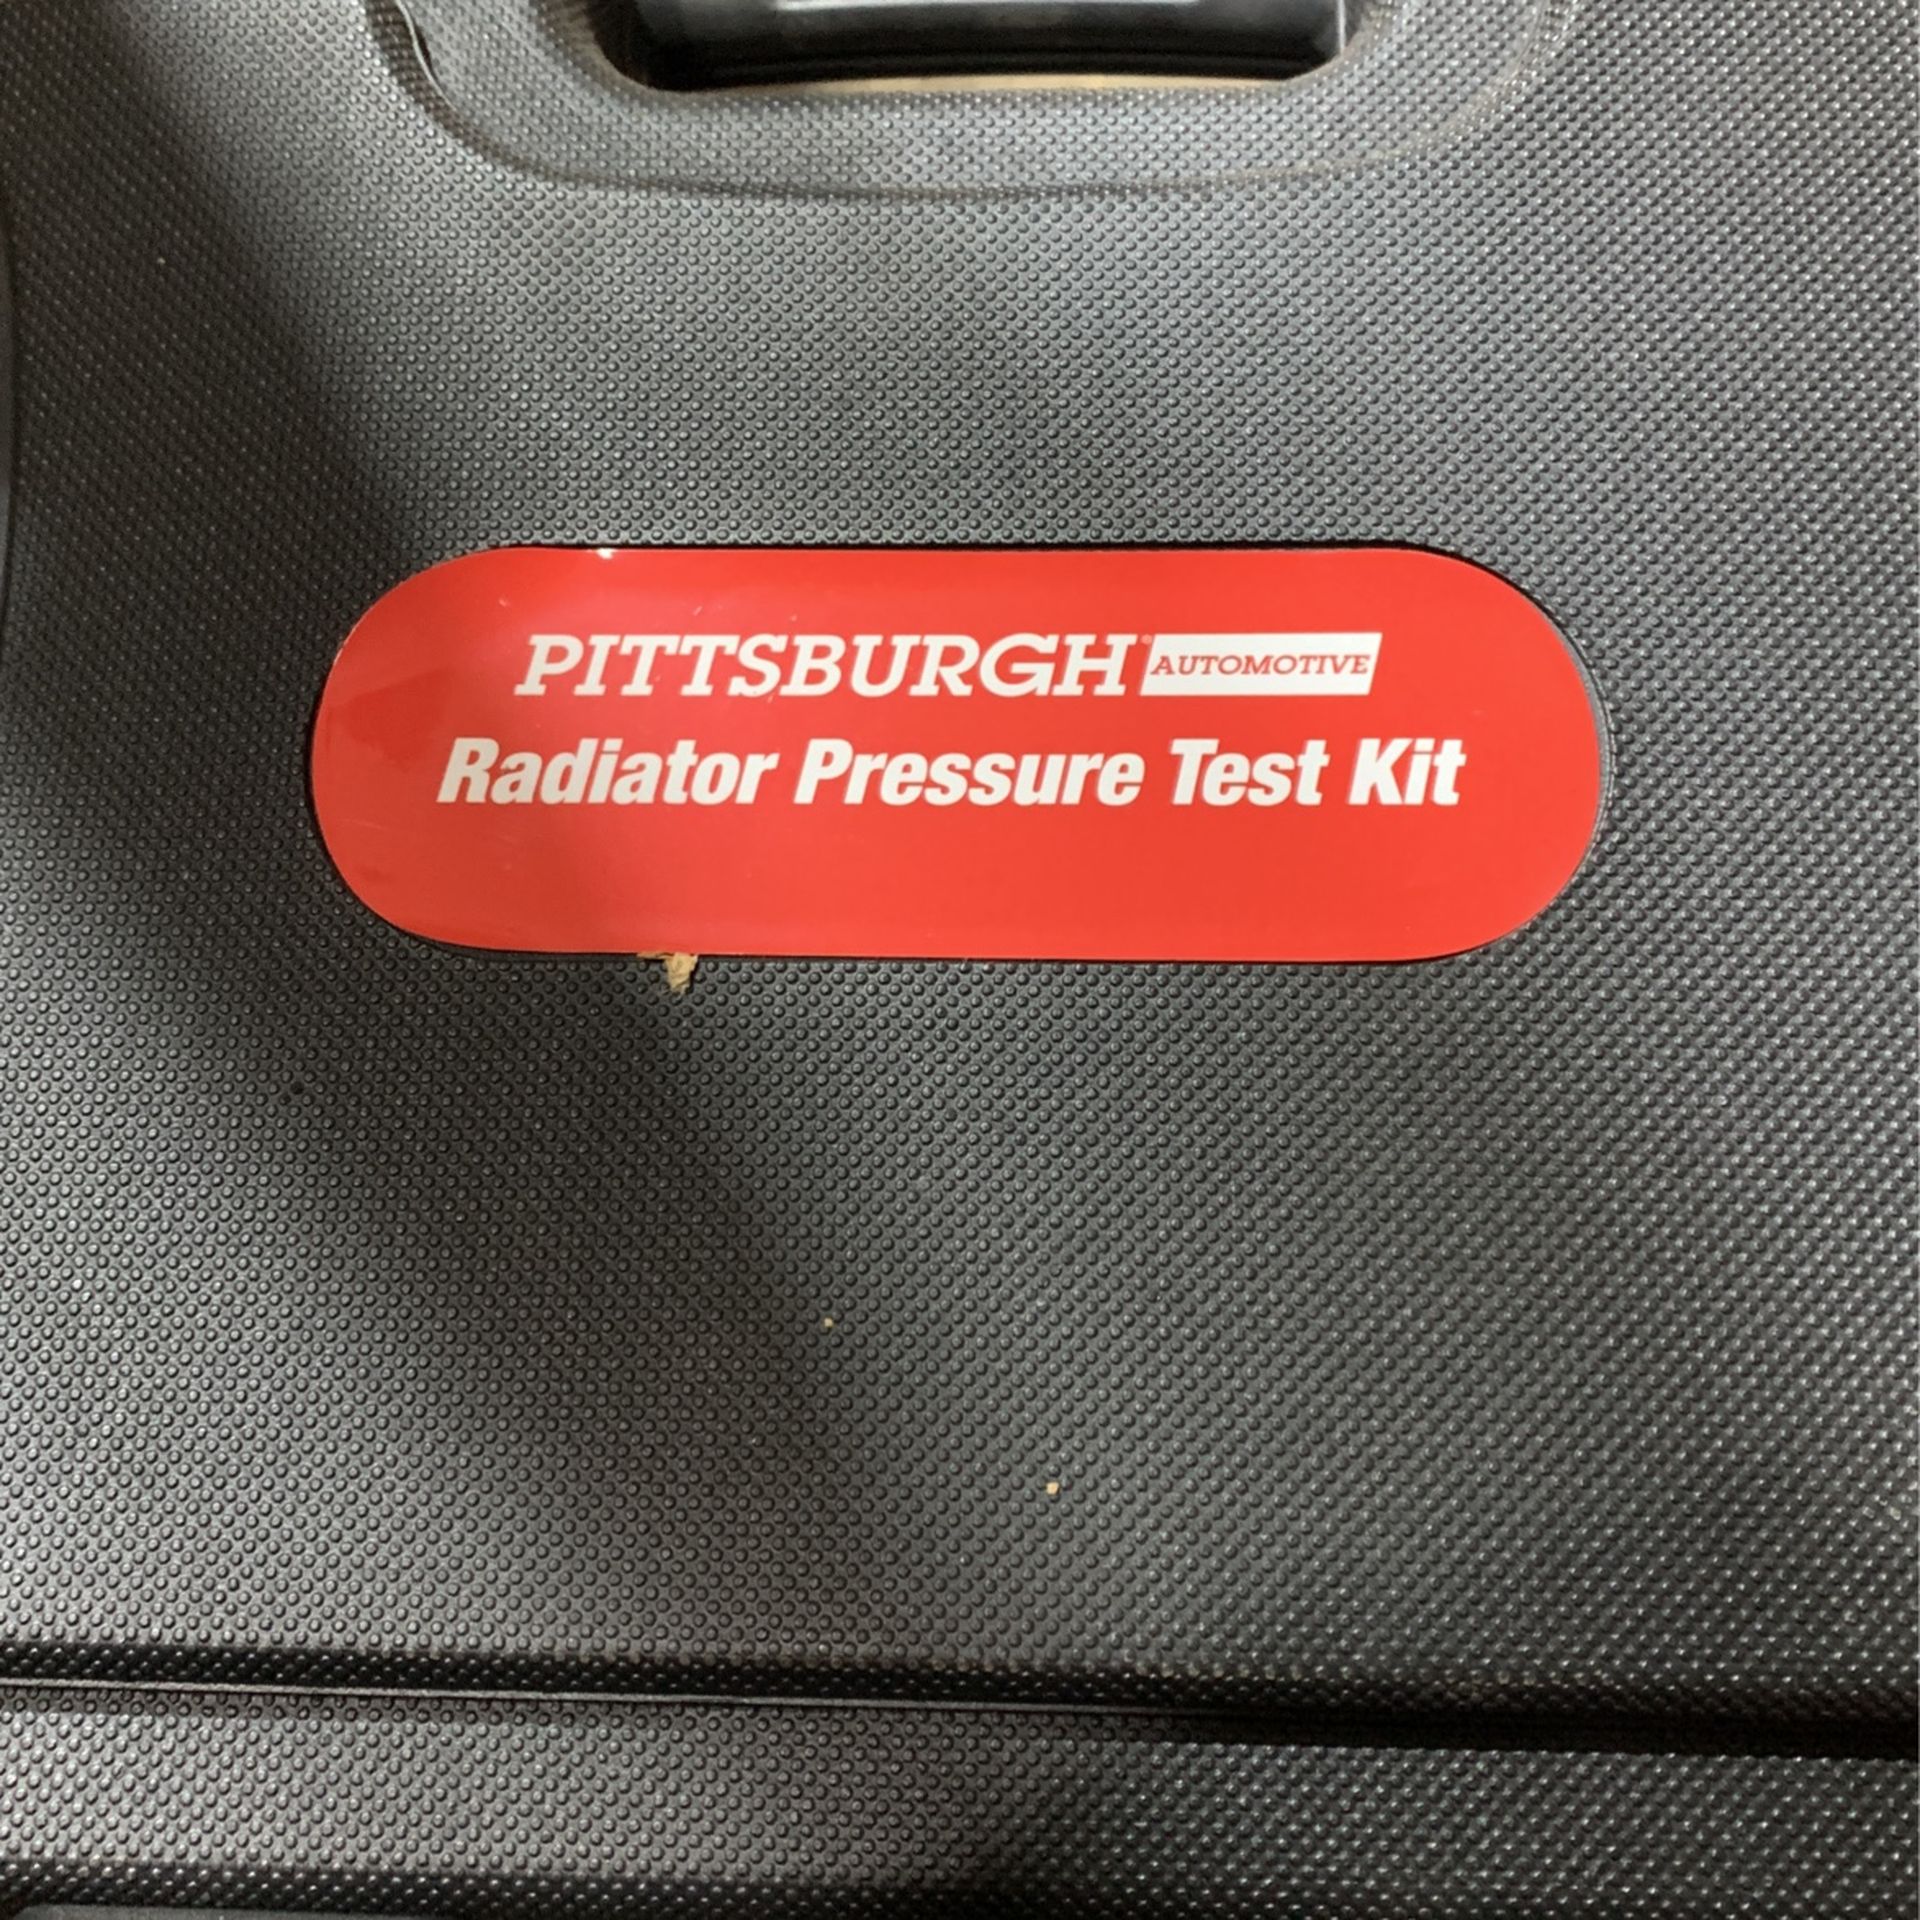 PITTSBURGH® AUTOMOTIVE
Radiator Pressure Test Kit